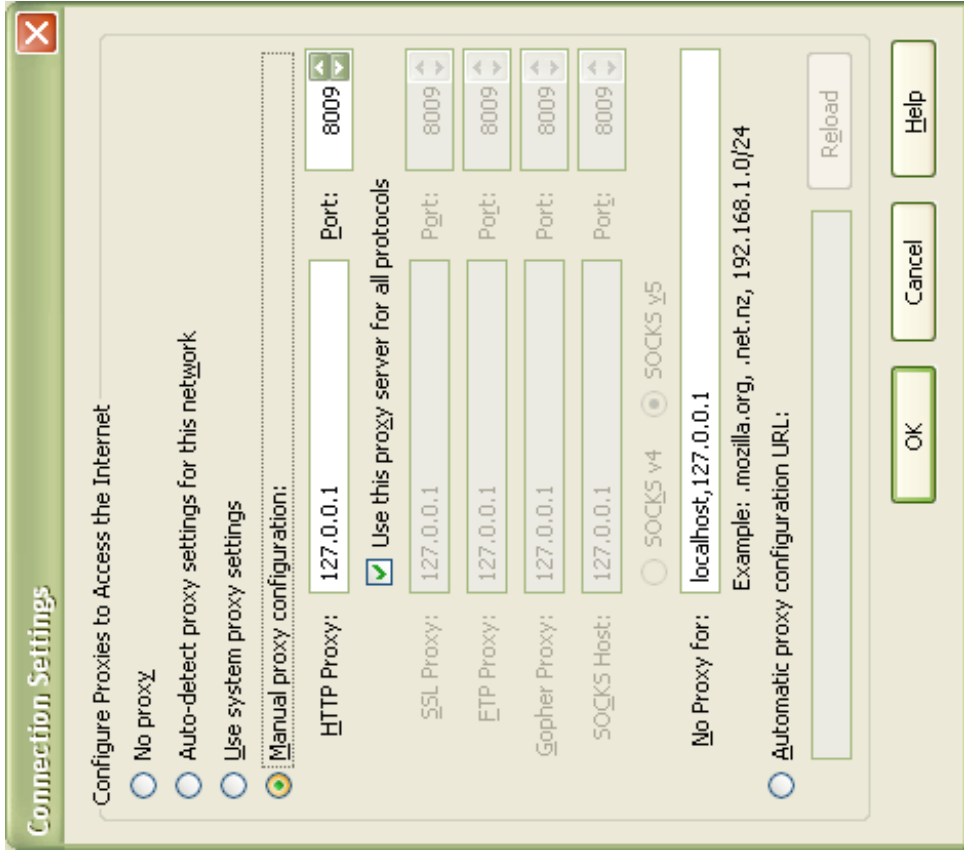 Connection Settings
Configure Proxies to Access the Internet
No proxy
Auto-detect proxy settings for this network
Use system proxy settings
Manual proxy configuration:
HTTP Proxy: 127.0.0.1 Port: 8009
Use this proxy server for all protocols
SSL Proxy: 127.0.0.1 Port: 8009
FTP Proxy: 127.0.0.1 Port: 8009
Gopher Proxy: 127.0.0.1 Port: 8009
SOCKS Host: 127.0.0.1 Port: 8009
SOCKS v4 SOCKS v5
No Proxy for: localhost,127.0.0.1
Example: .mozilla.org, .net.nz, 192.168.1.0/24
Automatic proxy configuration URL:
Reload
OK Cancel Help